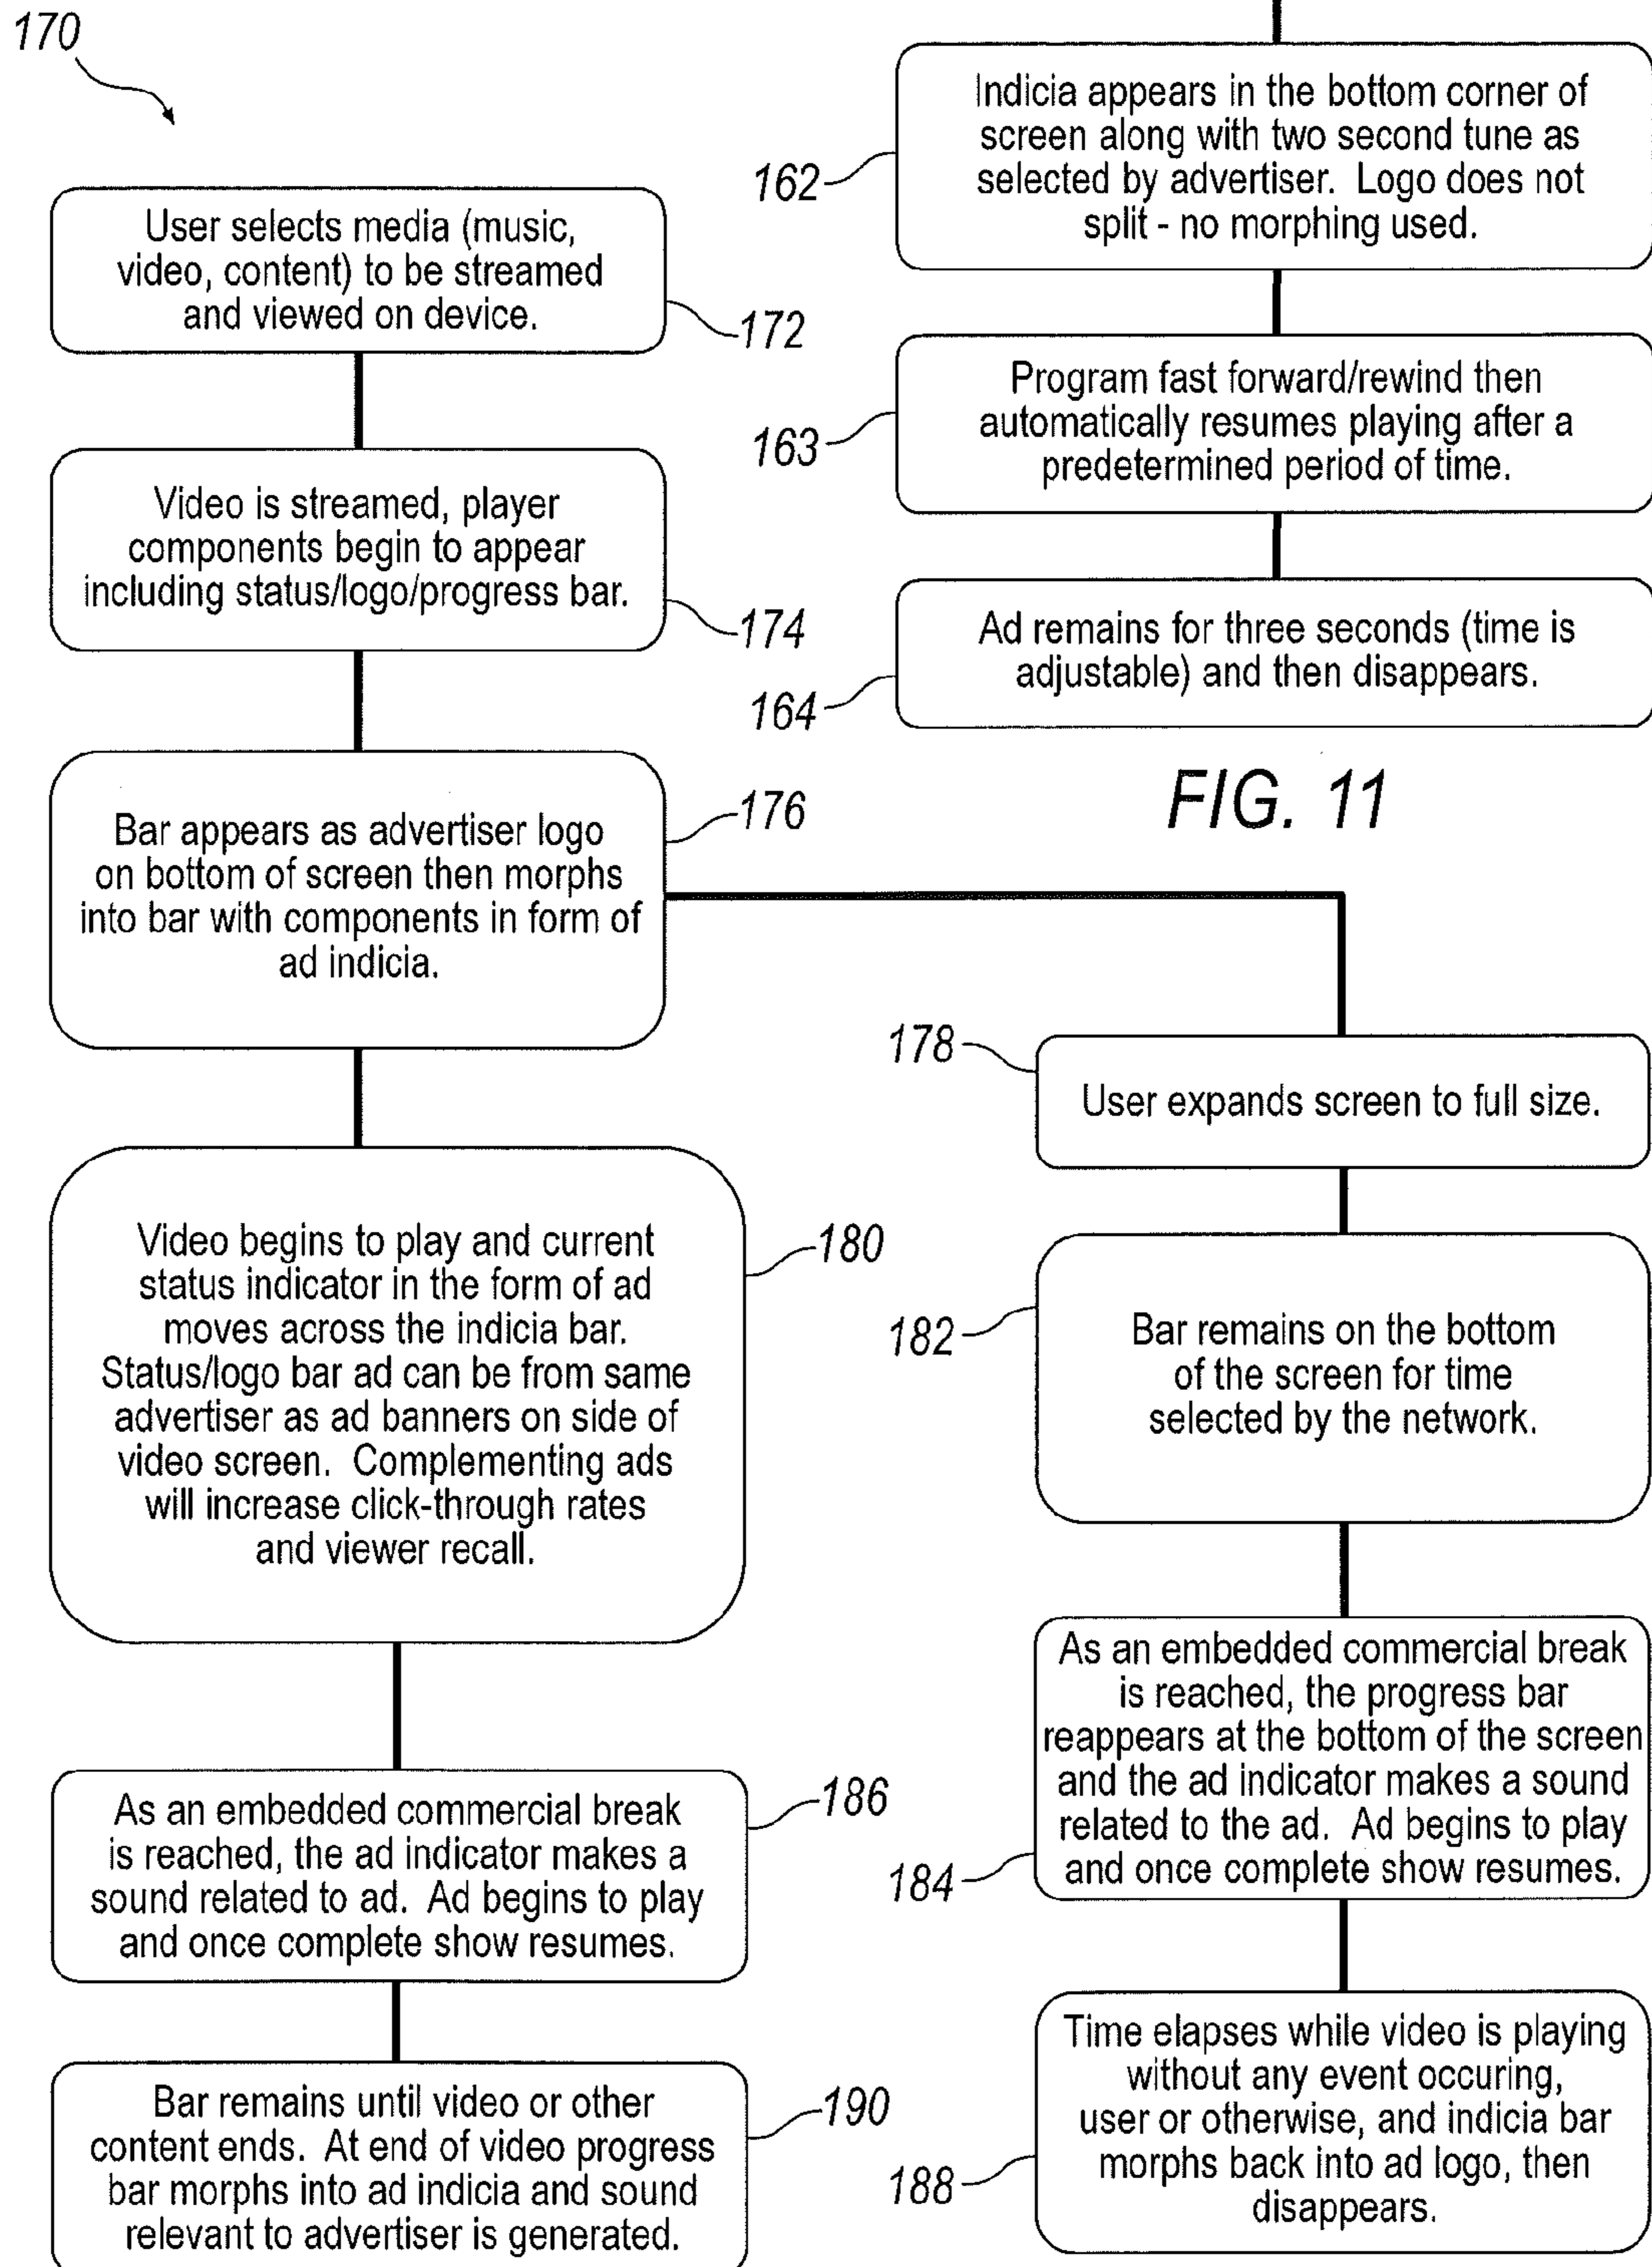 170
User selects media (music,
video, content) to be streamed
and viewed on device.
172
Video is streamed, player
components begin to appear
including status/logo/progress bar.
174
Bar appears as advertiser logo
on bottom of screen then morphs
into bar with components in form of
ad indicia.
176
Video begins to play and current
status indicator in the form of ad
moves across the indicia bar.
Status/logo bar ad can be from same
advertiser as ad banners on side of
video screen. Complementing ads
will increase click-through rates
and viewer recall.
180
As an embedded commercial break
is reached, the ad indicator makes a
sound related to ad. Ad begins to play
and once complete show resumes.
186
Bar remains until video or other
content ends. At end of video progress
bar morphs into ad indicia and sound
relevant to advertiser is generated.
190
162
Indicia appears in the bottom corner of
screen along with two second tune as
selected by advertiser. Logo does not
split - no morphing used.
163
Program fast forward/rewind then
automatically resumes playing after a
predetermined period of time.
164
Ad remains for three seconds (time is
adjustable) and then disappears.
FIG. 11
178
User expands screen to full size.
182
Bar remains on the bottom
of the screen for time
selected by the network.
184
As an embedded commercial break
is reached, the progress bar
reappears at the bottom of the screen
and the ad indicator makes a sound
related to the ad. Ad begins to play
and once complete show resumes.
188
Time elapses while video is playing
without any event occuring,
user or otherwise, and indicia bar
morphs back into ad logo, then
disappears.